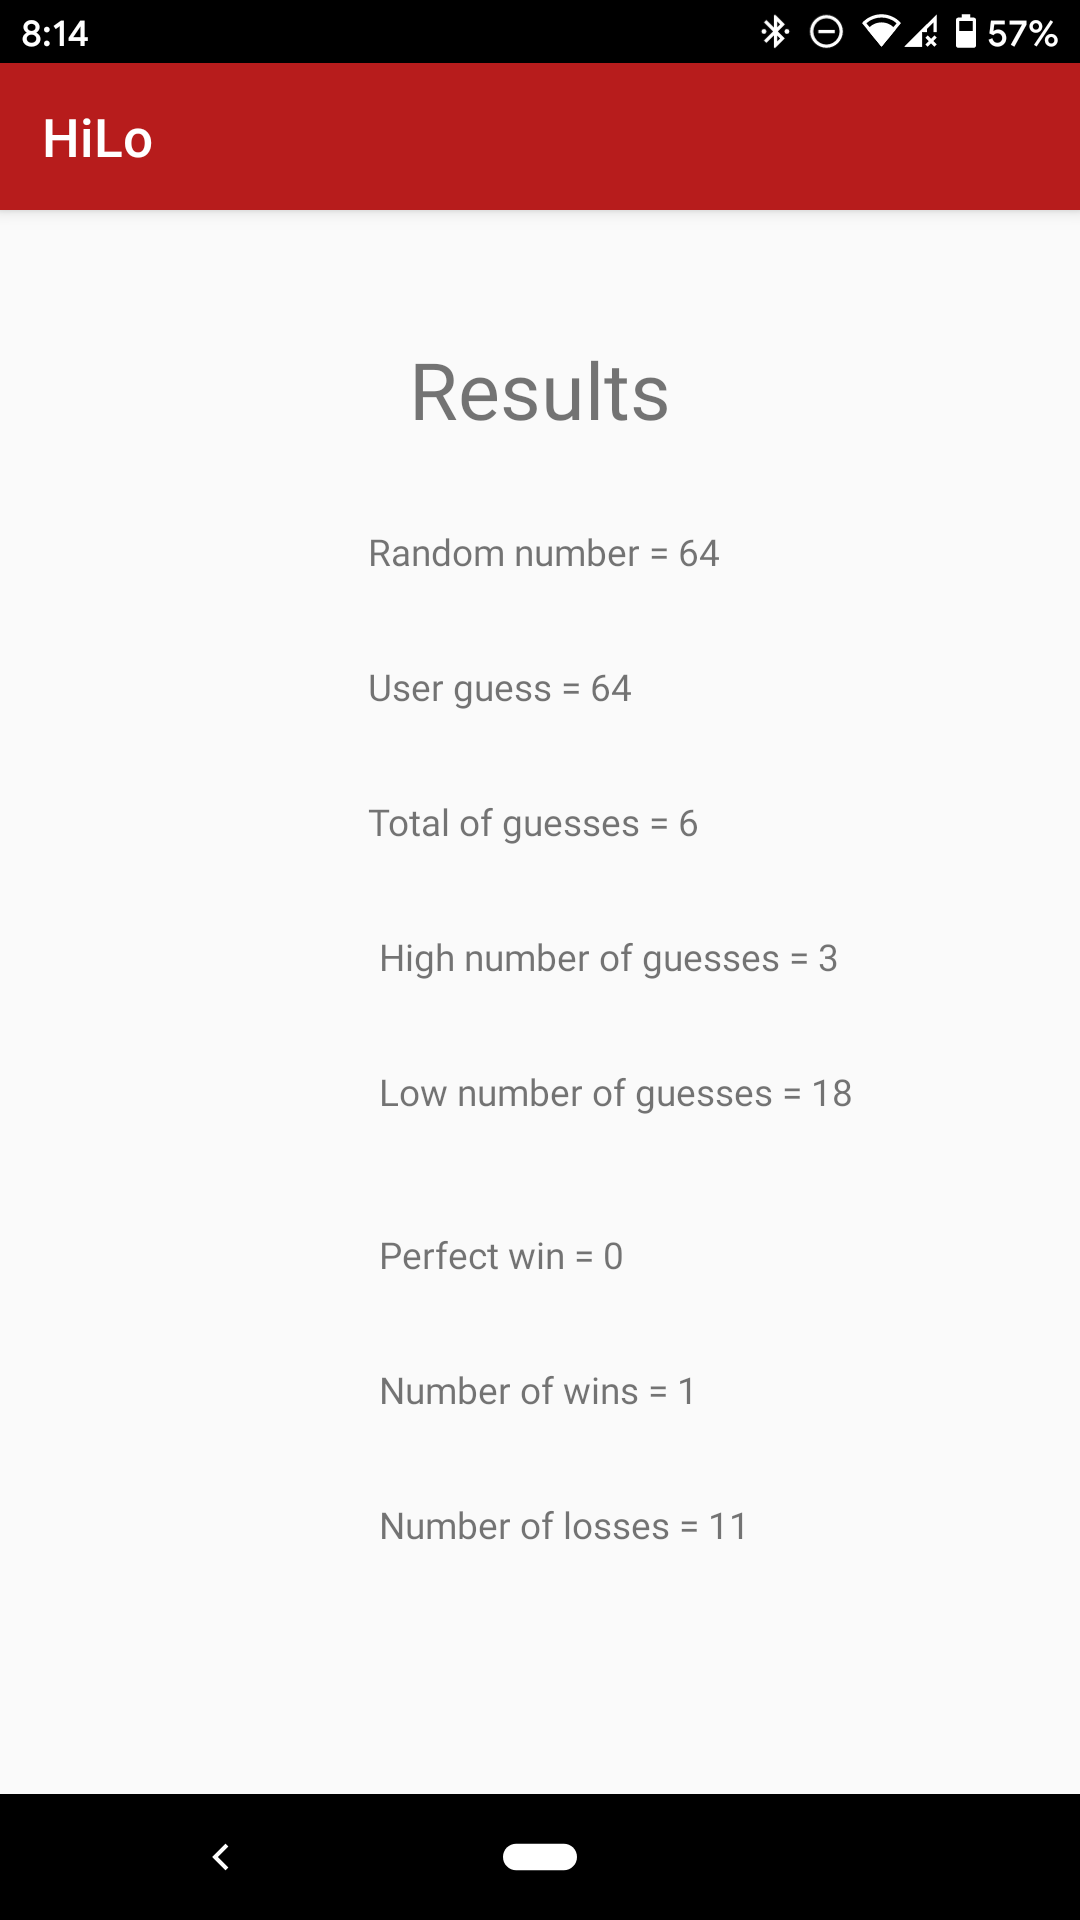 8:14 57%
HiLo
Results
Random number = 64
User guess = 64
Total of guesses = 6
High number of guesses = 3
Low number of guesses = 18
Perfect win = 0
Number of wins = 1
Number of losses = 11